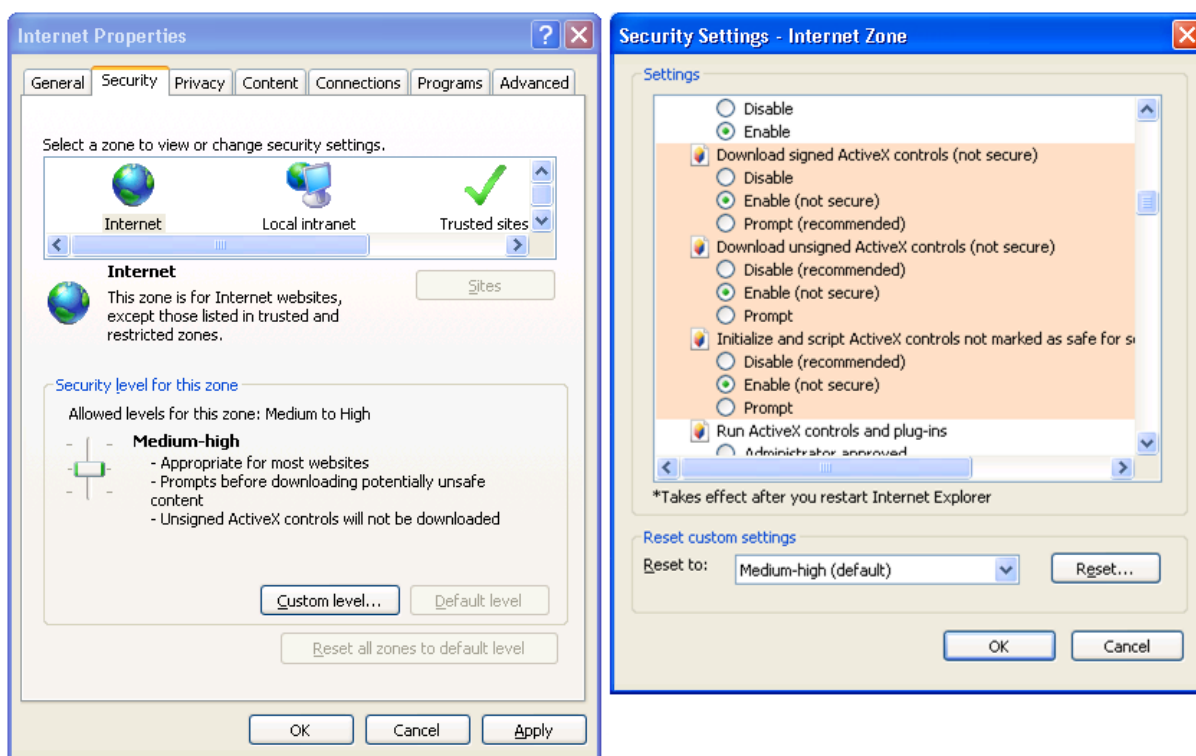 Internet Properties
General Security Privacy Content Connections Programs Advanced
Select a zone to view or change security settings.
Internet Local intranet Trusted sites
Internet
This zone is for Internet websites,
except those listed in trusted and
restricted zones.
Sites
Security level for this zone
Allowed levels for this zone: Medium to High
Medium-high
- Appropriate for most websites
- Prompts before downloading potentially unsafe
content
- Unsigned ActiveX controls will not be downloaded
Custom level... Default level
Reset all zones to default level
OK Cancel Apply
Security Settings - Internet Zone
Settings
Disable
Enable
Download signed ActiveX controls (not secure)
Disable
Enable (not secure)
Prompt (recommended)
Download unsigned ActiveX controls (not secure)
Disable (recommended)
Enable (not secure)
Prompt
Initialize and script ActiveX controls not marked as safe for
Disable (recommended)
Enable (not secure)
Prompt
Run ActiveX controls and plug-ins
Administrator approved
*Takes effect after you restart Internet Explorer
Reset custom settings
Reset to: Medium-high (default) Reset...
OK Cancel